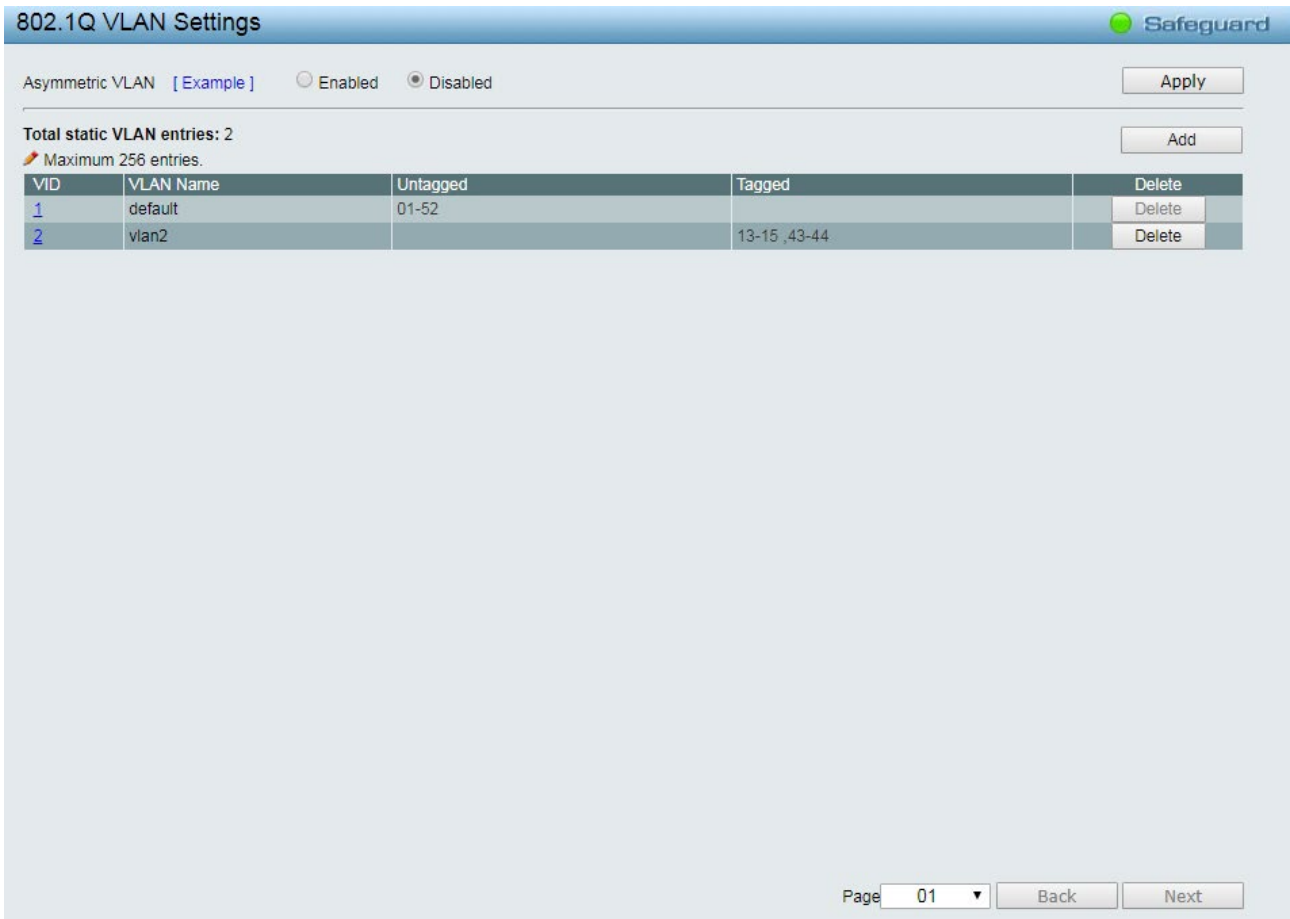 802.1Q VLAN Settings Safeguard
Asymmetric VLAN [ Example ] Enabled Disabled Apply
Total static VLAN entries: 2 Add
Maximum 256 entries.
VID VLAN Name Untagged Tagged Delete
1 default 01-52 Delete
2 vlan2 13-15 ,43-44 Delete
Page 01 Back Next